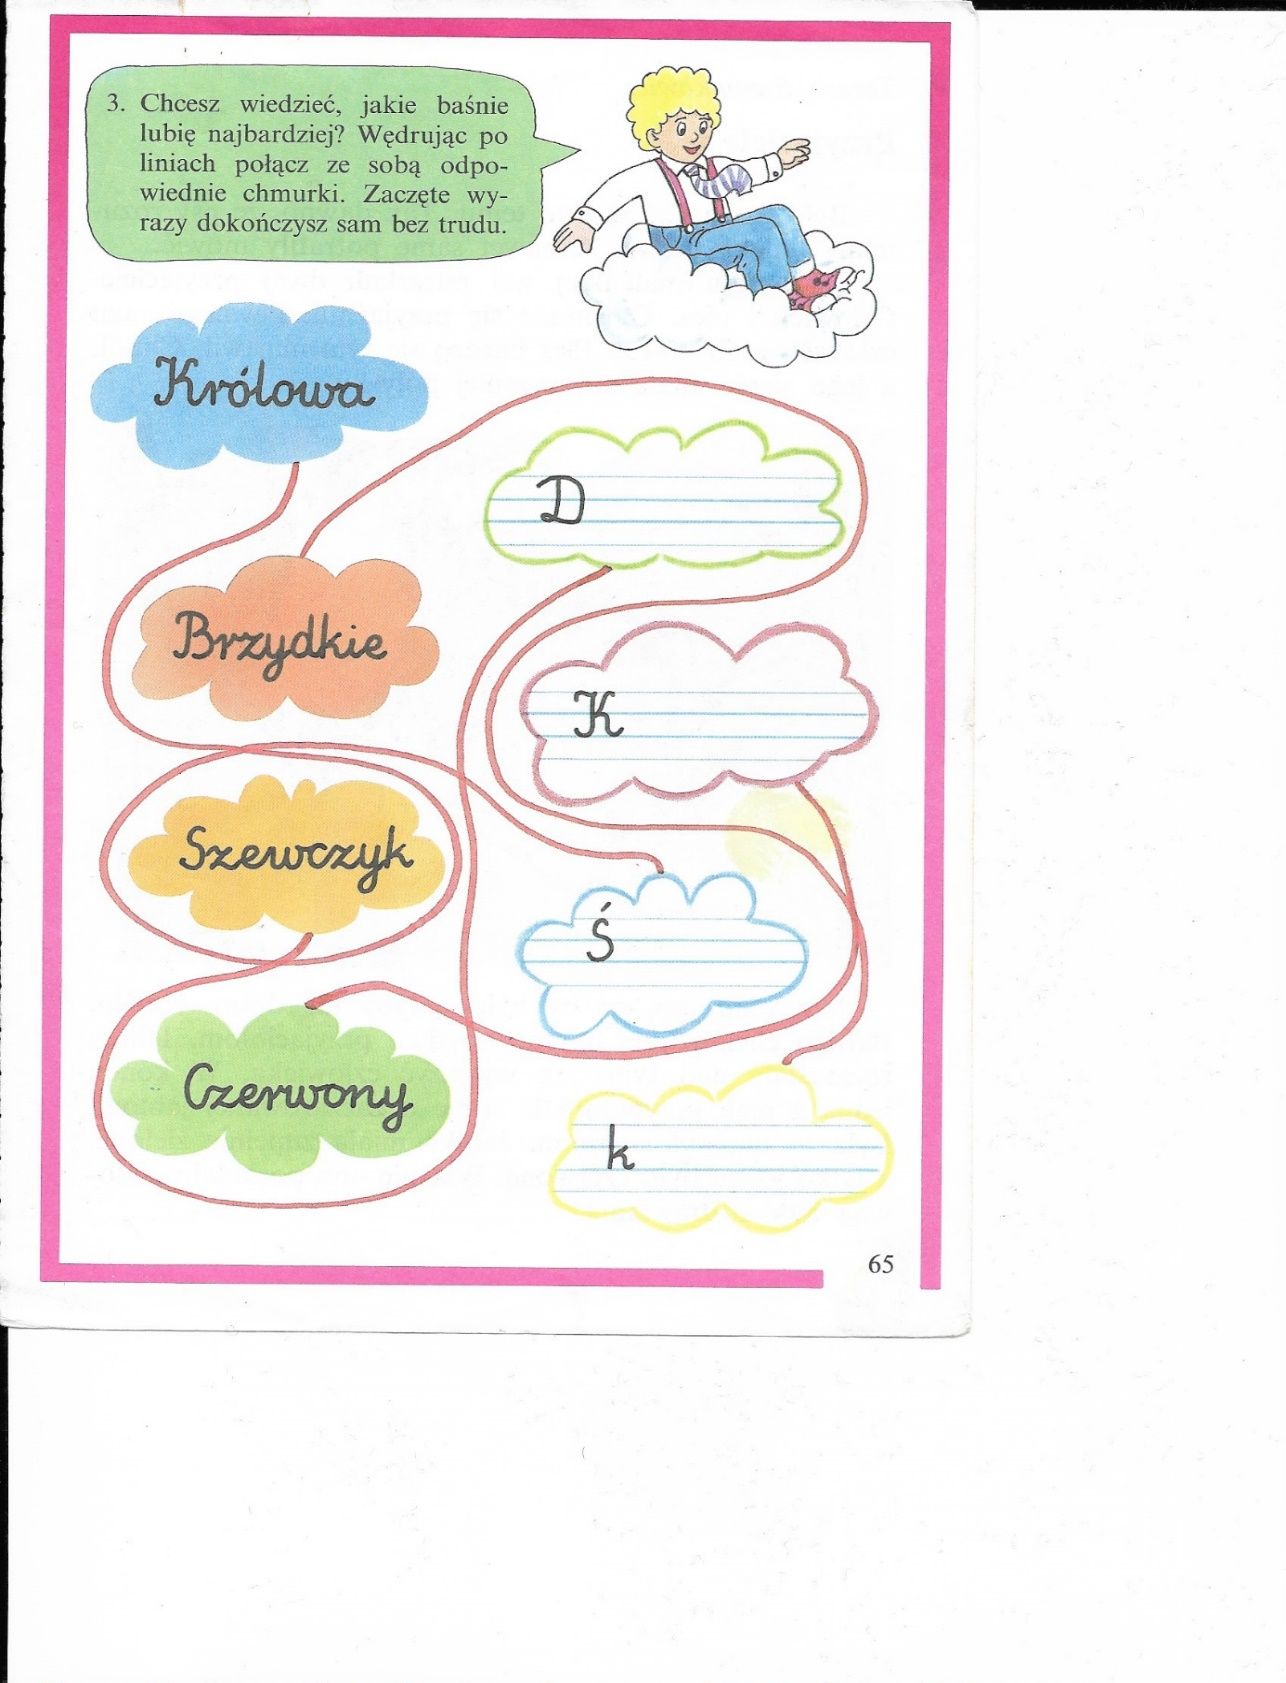 3. Chcesz wiedzieć, jakie baśnie
lubię najbardziej? Wędrując po
liniach połącz ze sobą odpo-
wiednie chmurki. Zaczęte wy-
razy dokończysz sam bez trudu.
Królowa
D
Brzydkie
K
Szewczyk
Ś
Czerwony
k
65